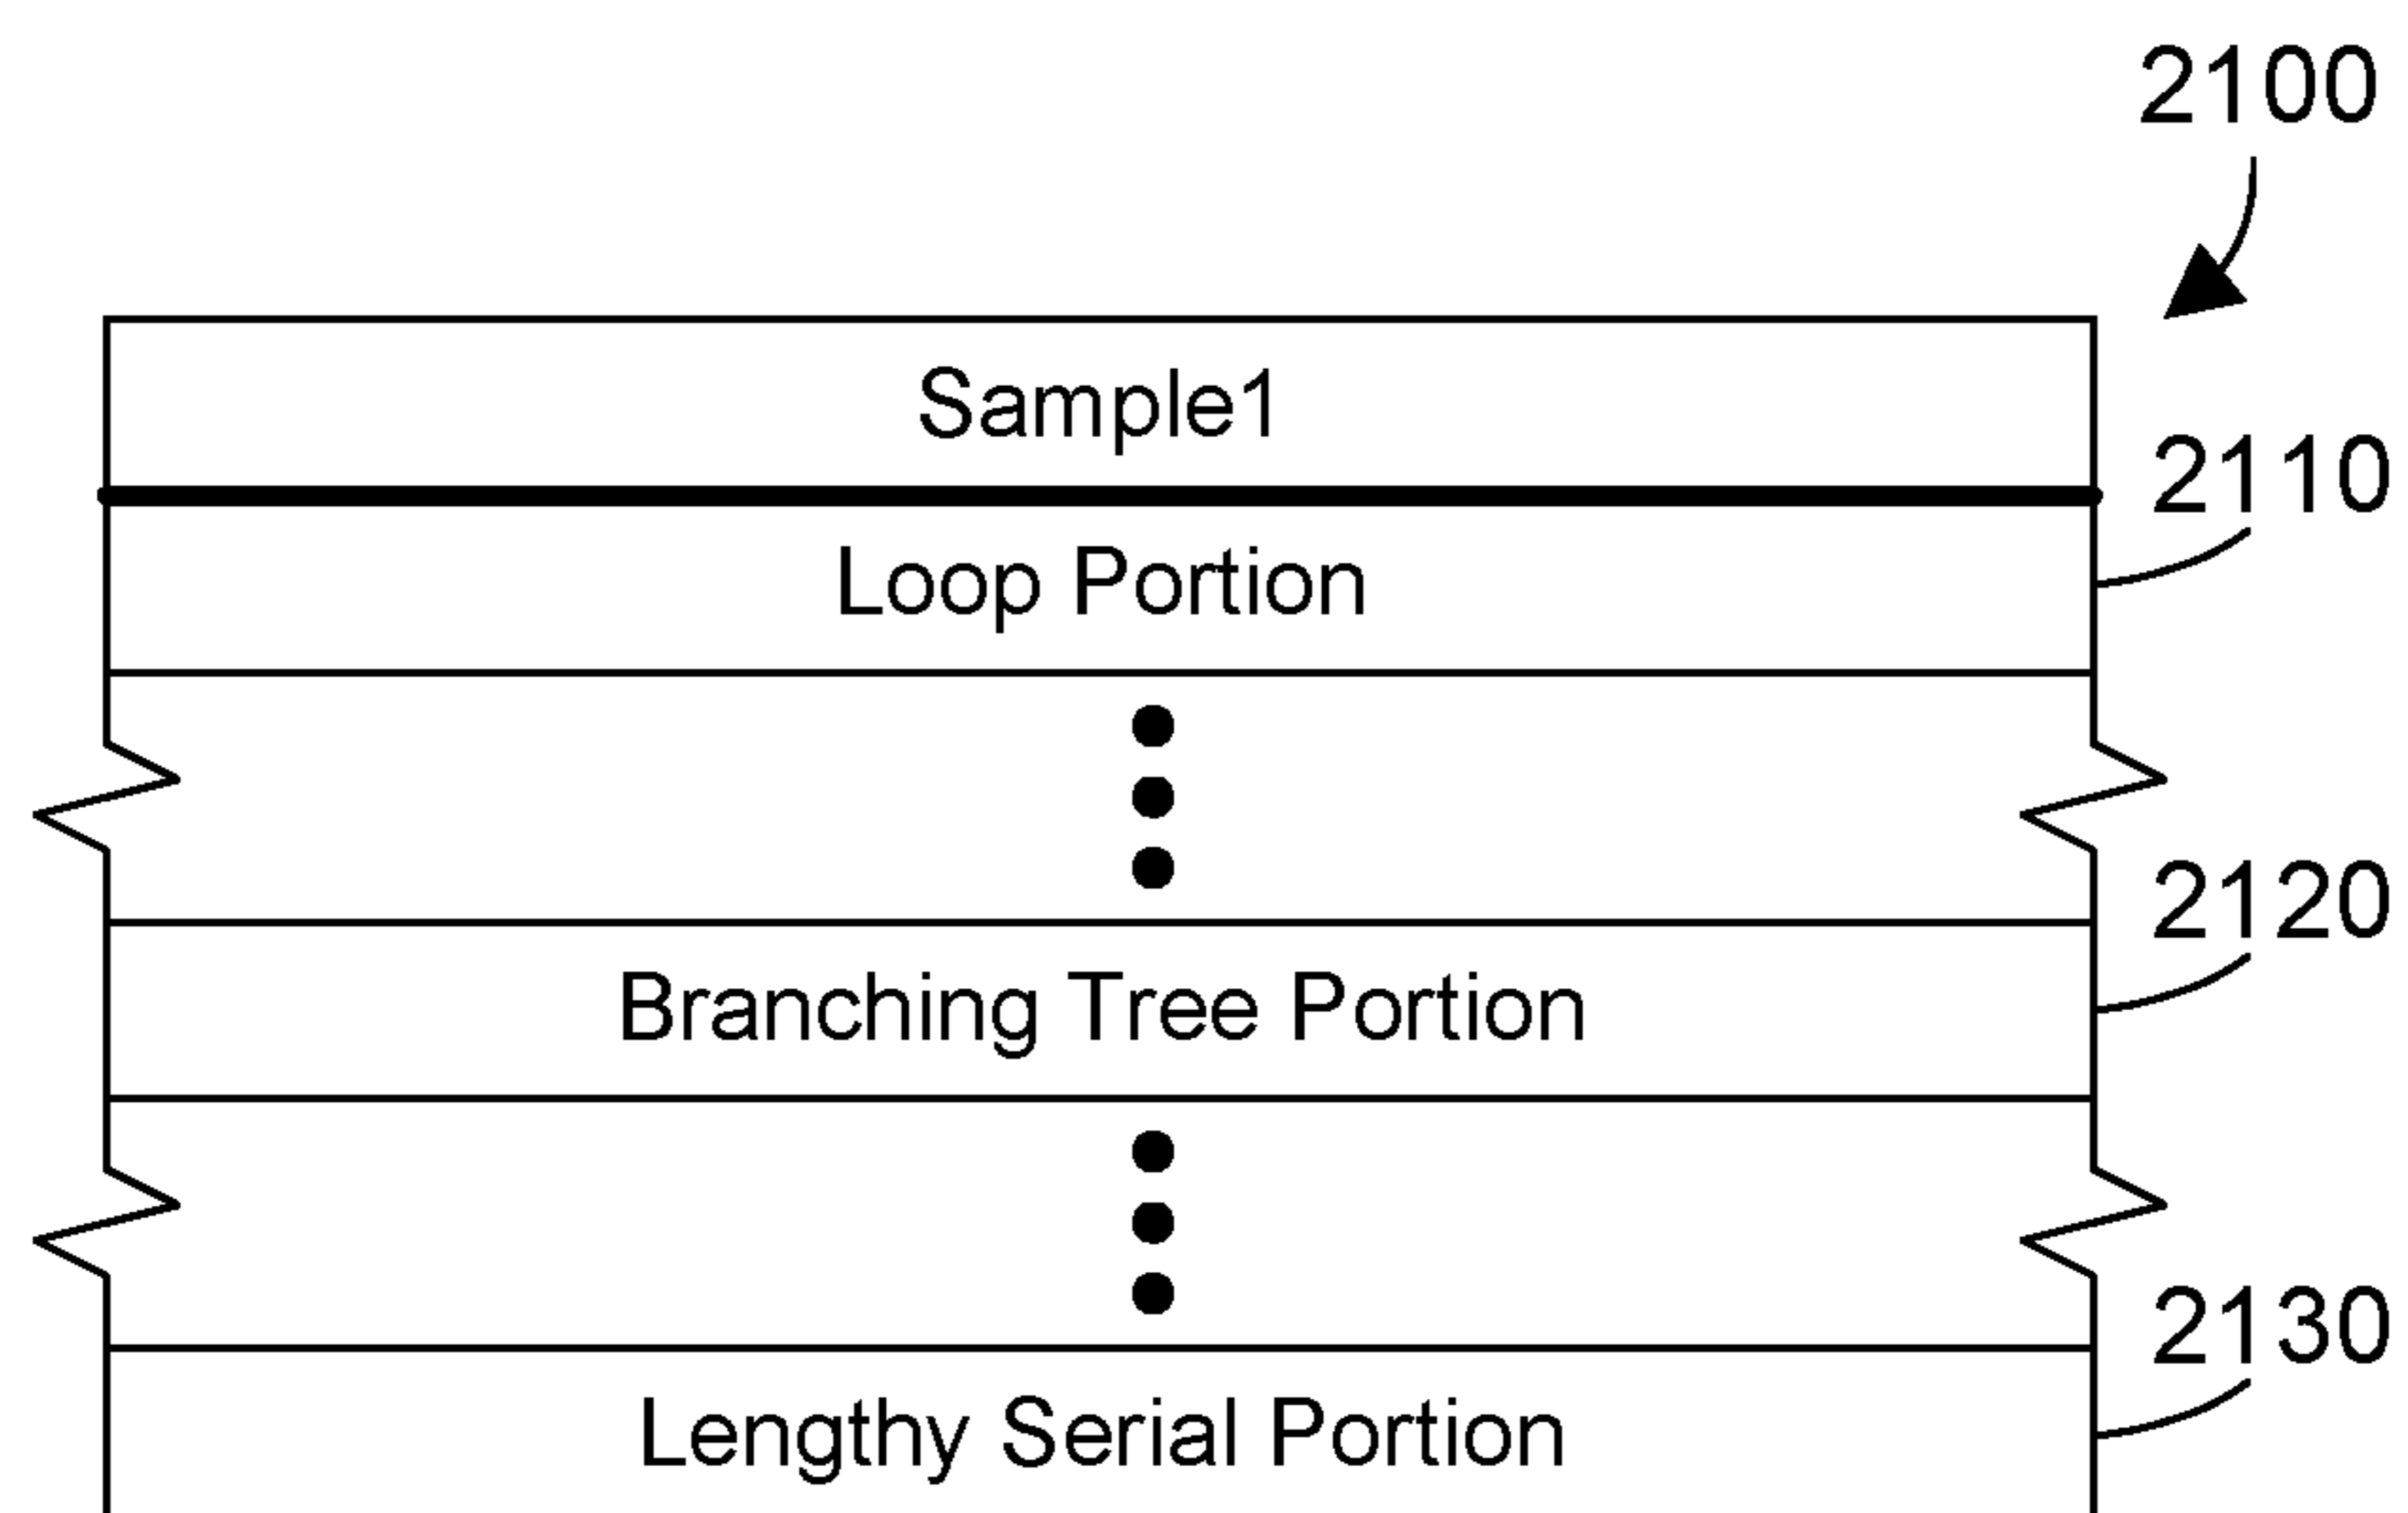 2100
Sample1
2110
Loop Portion
2120
Branching Tree Portion
2130
Lengthy Serial Portion